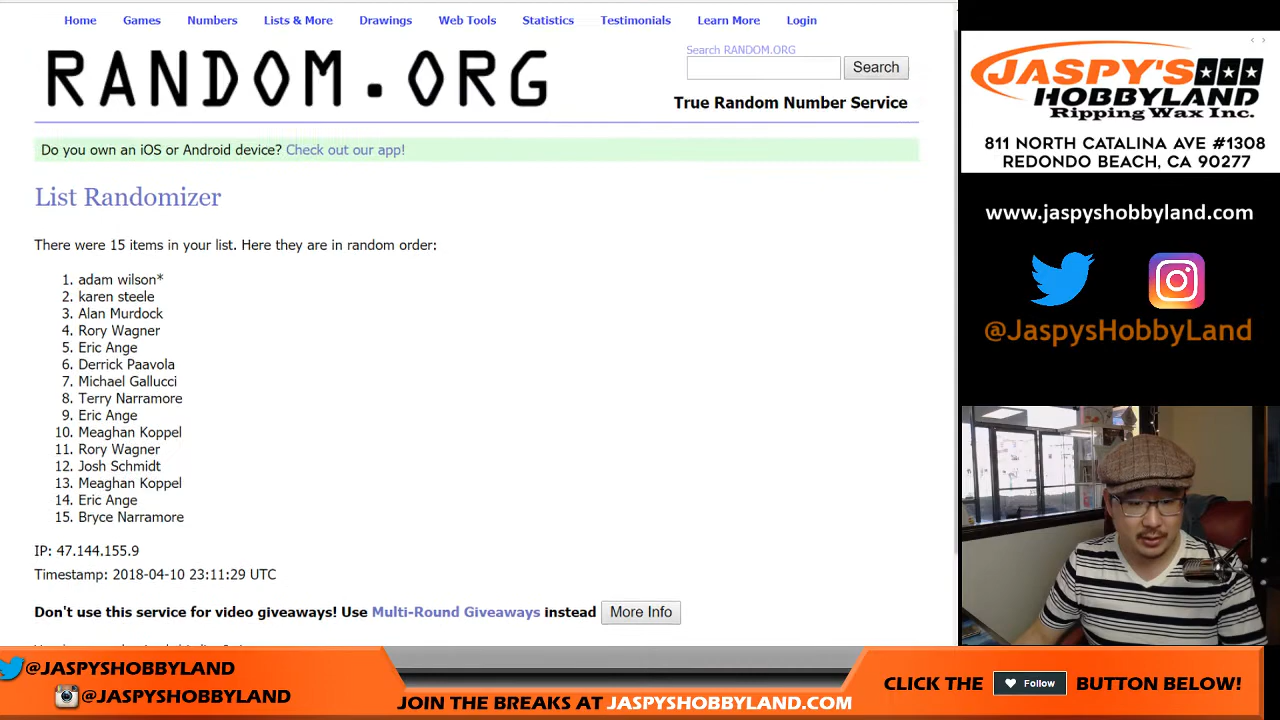 Home Games Numbers Lists & More Drawings Web Tools Statistics Testimonials Learn More Login
RANDOM.ORG
Search RANDOM.ORG
Search
True Random Number Service
Do you own an iOS or Android device? Check out our app!
List Randomizer
There were 15 items in your list. Here they are in random order:
1. adam wilson*
2. karen steele
3. Alan Murdock
4. Rory Wagner
5. Eric Ange
6. Derrick Paavola
7. Michael Gallucci
8. Terry Narramore
9. Eric Ange
10. Meaghan Koppel
11. Rory Wagner
12. Josh Schmidt
13. Meaghan Koppel
14. Eric Ange
15. Bryce Narramore
IP: 47.144.155.9
Timestamp: 2018-04-10 23:11:29 UTC
Don't use this service for video giveaways! Use Multi-Round Giveaways instead More Info
JASPY'S
HOBBYLAND
Ripping Wax Inc.
811 NORTH CATALINA AVE #1308
REDONDO BEACH, CA 90277
www.jaspyshobbyland.com
@JaspysHobbyLand
@JASPYSHOBBYLAND
@JASPYSHOBBYLAND
JOIN THE BREAKS AT JASPYSHOBBYLAND.COM
CLICK THE Follow BUTTON BELOW!